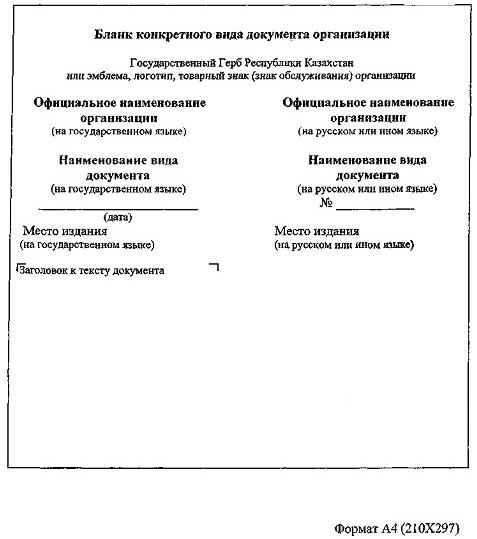 Бланк конкретного вида документа организации
Государственный Герб Республики Казахстан
или эмблема, логотип, товарный знак (знак обслуживания) организации
Официальное наименование
организации
(на государственном языке)
Официальное наименование
организации
(на русском или ином языке)
Наименование вида
документа
(на государственном языке)
Наименование вида
документа
(на русском или ином языке)
(дата)
№
Место издания
(на государственном языке)
Место издания
(на русском или ином языке)
Заголовок к тексту документа
Формат А4 (210Х297)